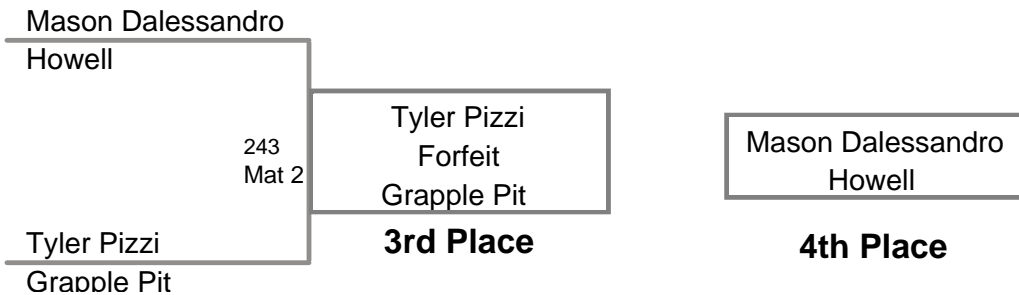 Mason Dalessandro
Howell
243
Mat 2
Tyler Pizzi
Grapple Pit
Tyler Pizzi
Forfeit
Grapple Pit
3rd Place
Mason Dalessandro
Howell
4th Place